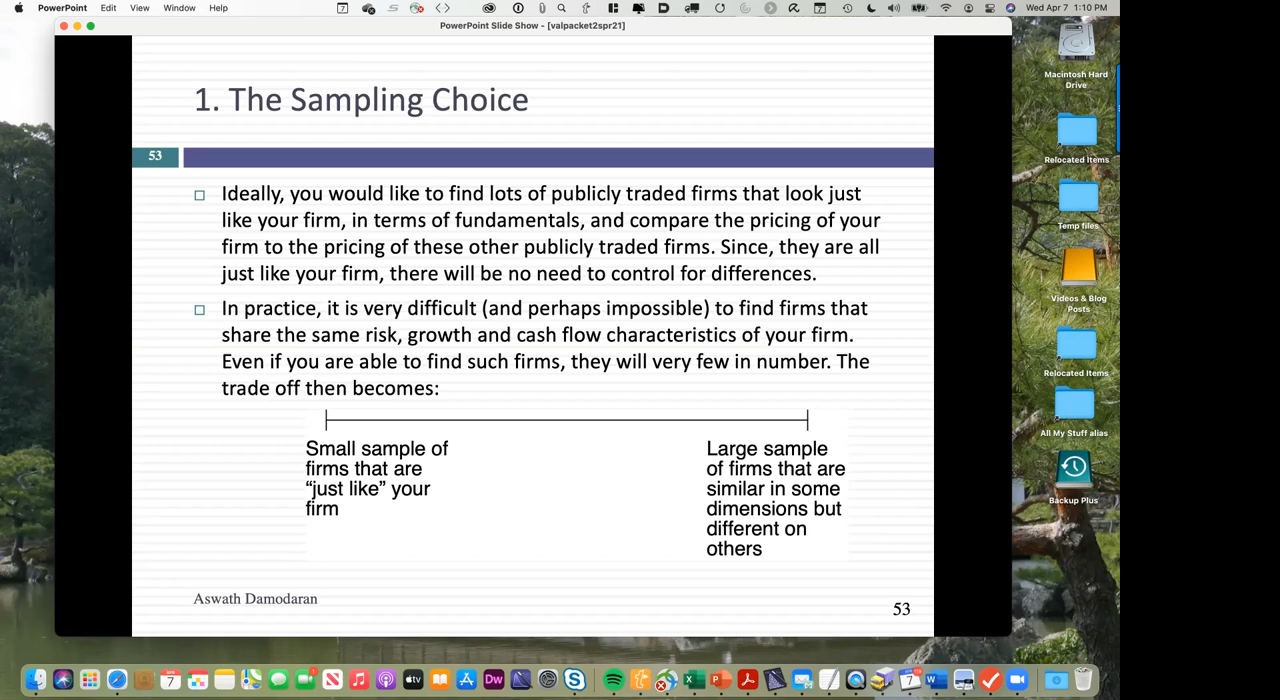 PowerPoint Edit View Window Help
7
7
Wed Apr 7 1:10 PM
PowerPoint Slide Show - [valpacket2spr21]
1. The Sampling Choice
53
Ideally, you would like to find lots of publicly traded firms that look just
like your firm, in terms of fundamentals, and compare the pricing of your
firm to the pricing of these other publicly traded firms. Since, they are all
just like your firm, there will be no need to control for differences.
In practice, it is very difficult (and perhaps impossible) to find firms that
share the same risk, growth and cash flow characteristics of your firm.
Even if you are able to find such firms, they will very few in number. The
trade off then becomes:
Small sample of
firms that are
“just like” your
firm
Large sample
of firms that are
similar in some
dimensions but
different on
others
Aswath Damodaran
53
Macintosh Hard
Drive
Relocated Items
Temp files
Videos & Blog
Posts
Relocated Items
All My Stuff alias
Backup Plus
7
tv
Dw
S
X
P
7
W